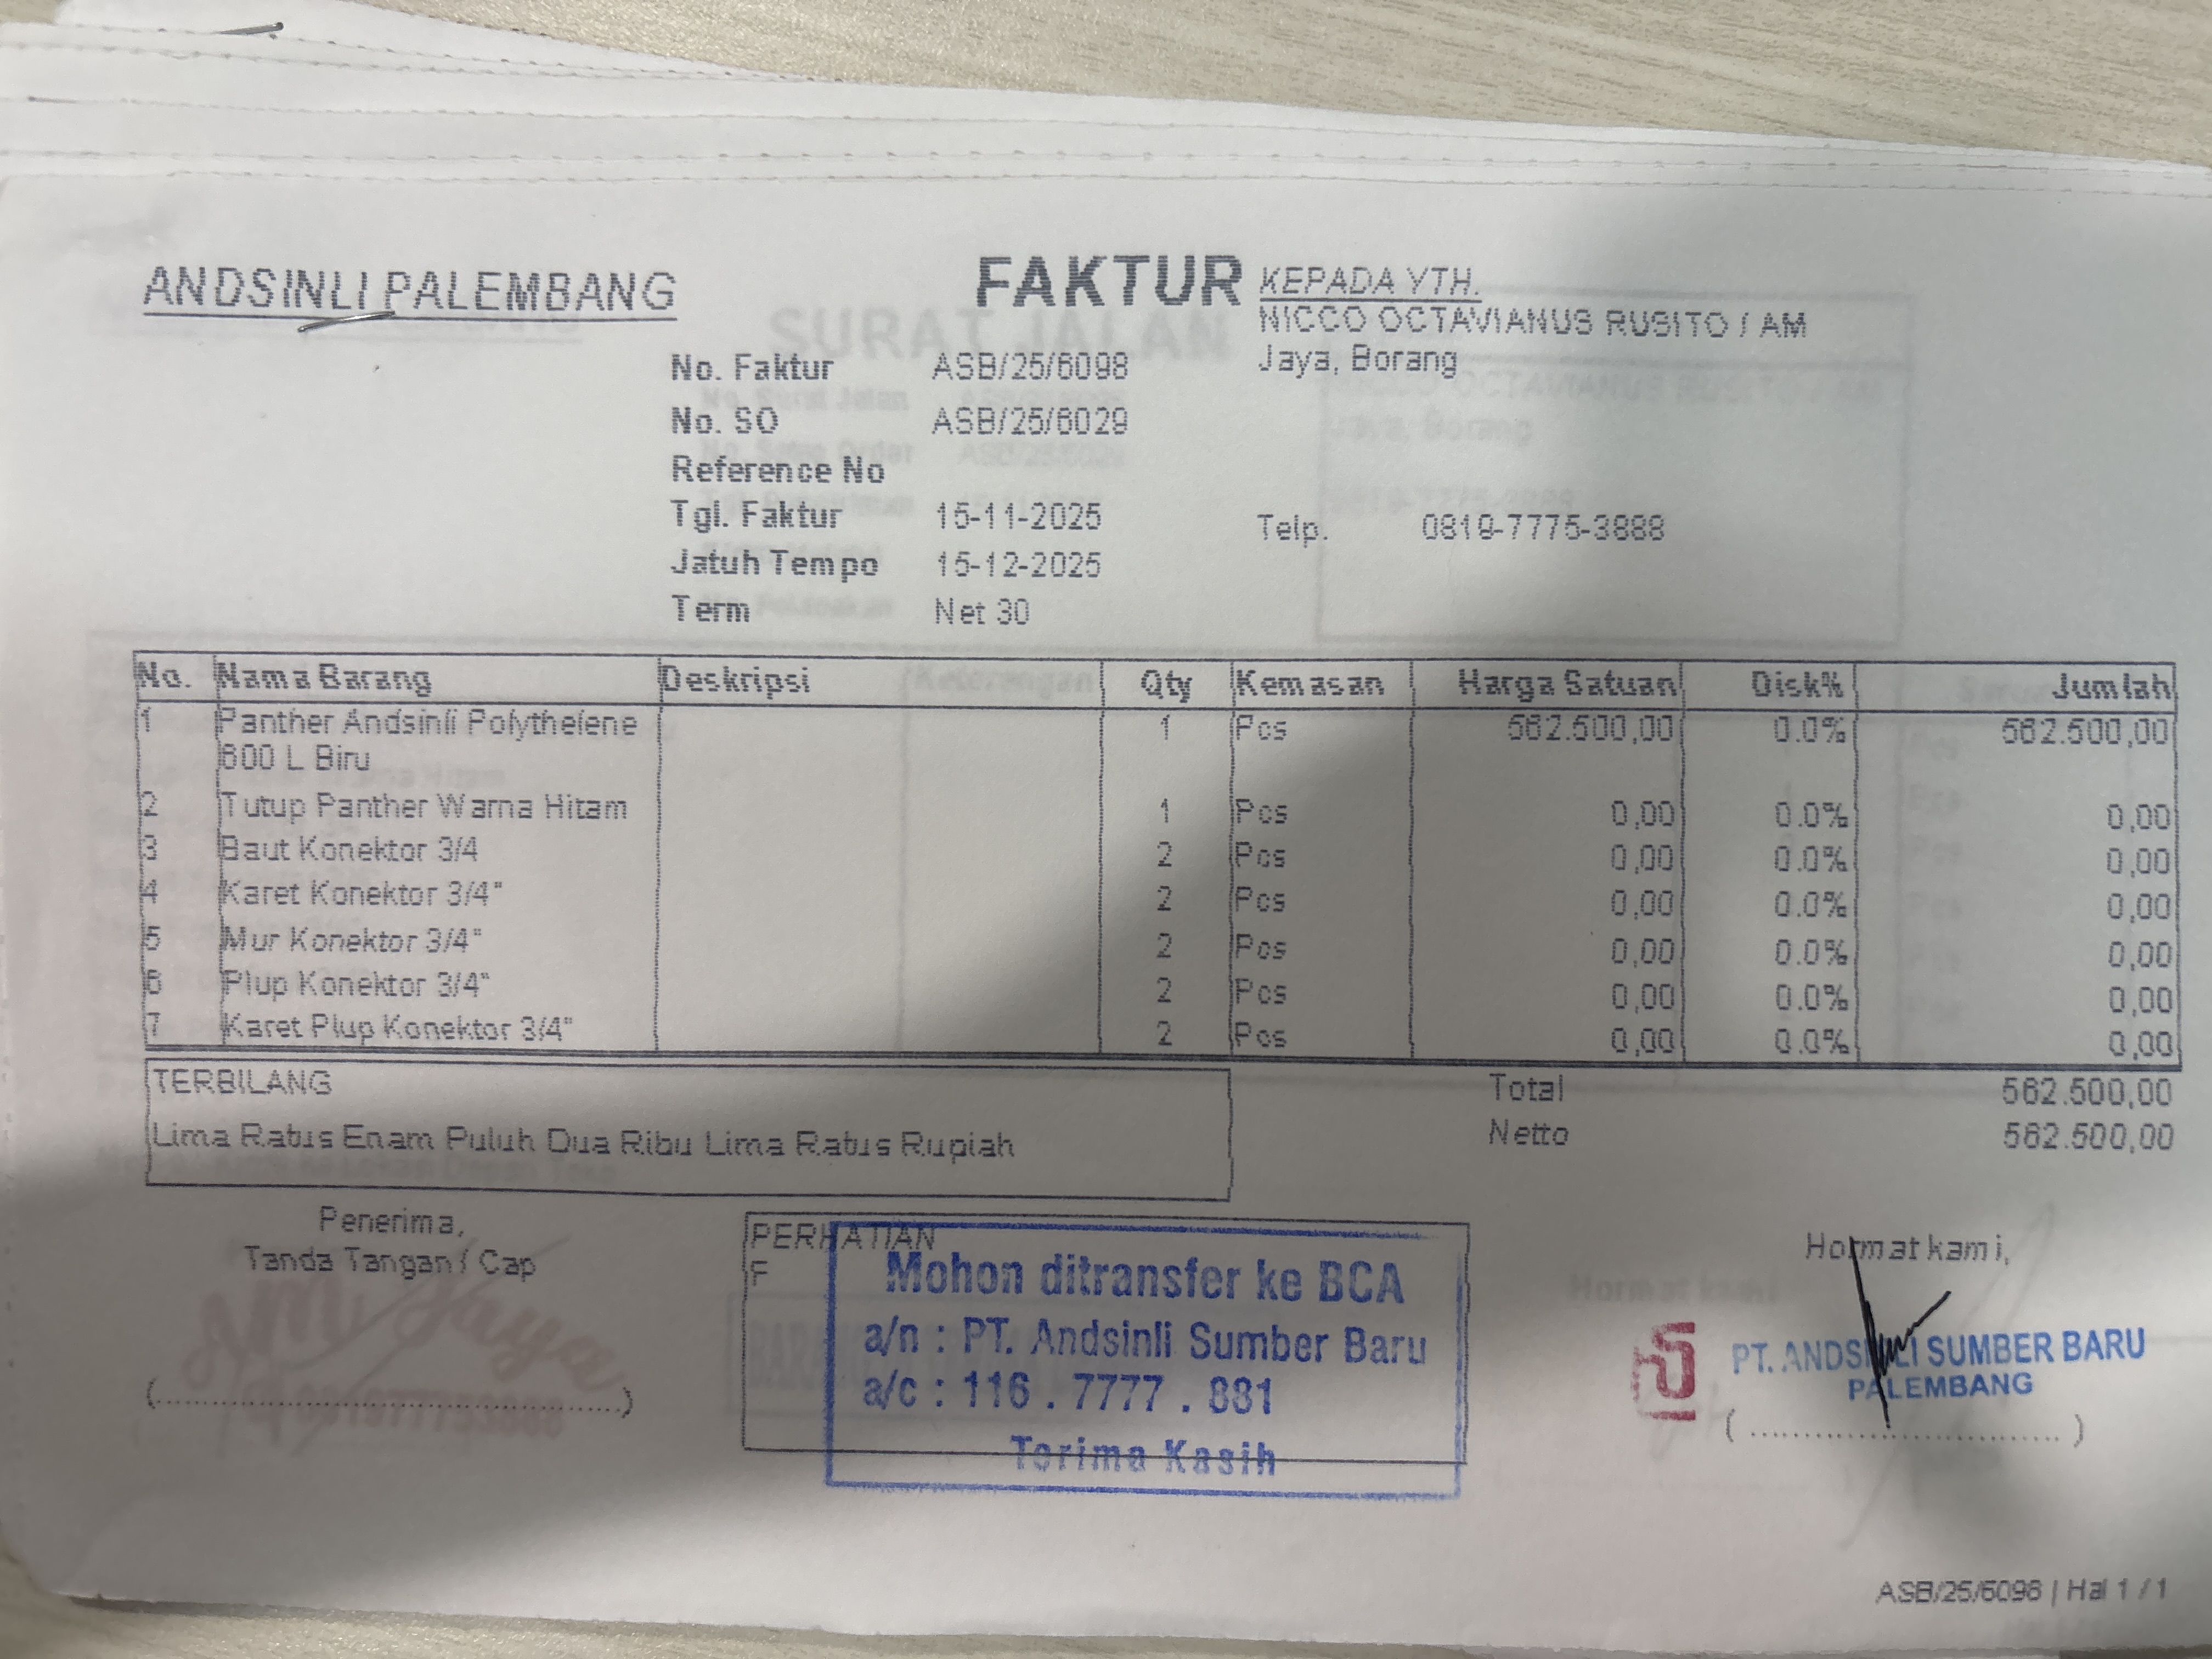 ANDSINLI PALEMBANG
FAKTUR
KEPADA YTH.
NICCO OCTAVIANUS RUSITO / AM
Jaya, Borang
No. Faktur ASB/25/6098
No. SO ASB/25/6029
Reference No
Tgl. Faktur 15-11-2025
Telp. 0819-7775-3888
Jatuh Tempo 15-12-2025
Term Net 30
No. Nama Barang Deskripsi Qty Kemasan Harga Satuan Disk% Jumlah
1 Panther Andsinli Polythelene 1 Pcs 562.500,00 0.0% 562.500,00
600 L Biru
2 Tutup Panther Warna Hitam 1 Pcs 0,00 0.0% 0,00
3 Baut Konektor 3/4 2 Pcs 0,00 0.0% 0,00
4 Karet Konektor 3/4" 2 Pcs 0,00 0.0% 0,00
5 Mur Konektor 3/4" 2 Pcs 0,00 0.0% 0,00
6 Plup Konektor 3/4" 2 Pcs 0,00 0.0% 0,00
7 Karet Plup Konektor 3/4" 2 Pcs 0,00 0.0% 0,00
TERBILANG
Lima Ratus Enam Puluh Dua Ribu Lima Ratus Rupiah
Total 562.500,00
Netto 562.500,00
Penerima,
Tanda Tangan / Cap
AM Jaya
081977753888
PERHATIAN
F
Mohon ditransfer ke BCA
a/n : PT. Andsinli Sumber Baru
a/c : 116 . 7777 . 881
Terima Kasih
Hormat kami,
PT. ANDSINLI SUMBER BARU
PALEMBANG
ASB/25/6098 | Hal 1 / 1
SURAT JALAN